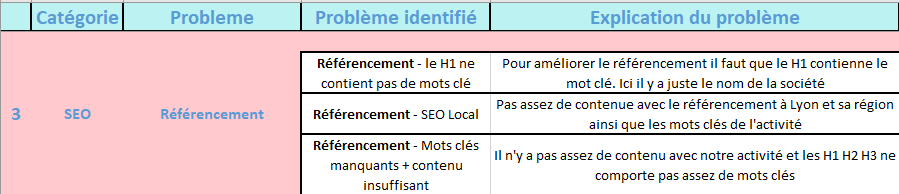 Catégorie Probleme Problème identifié Explication du problème
Référencement - le H1 ne
contient pas de mots clé
Pour améliorer le référencement il faut que le H1 contienne le
mot clé. Ici il y a juste le nom de la société
3 SEO Référencement
Référencement - SEO Local
Pas assez de contenue avec le référencement à Lyon et sa région
ainsi que les mots clés de l'activité
Référencement - Mots clés
manquants + contenu
insuffisant
Il n'y a pas assez de contenu avec notre activité et les H1 H2 H3 ne
comporte pas assez de mots clés